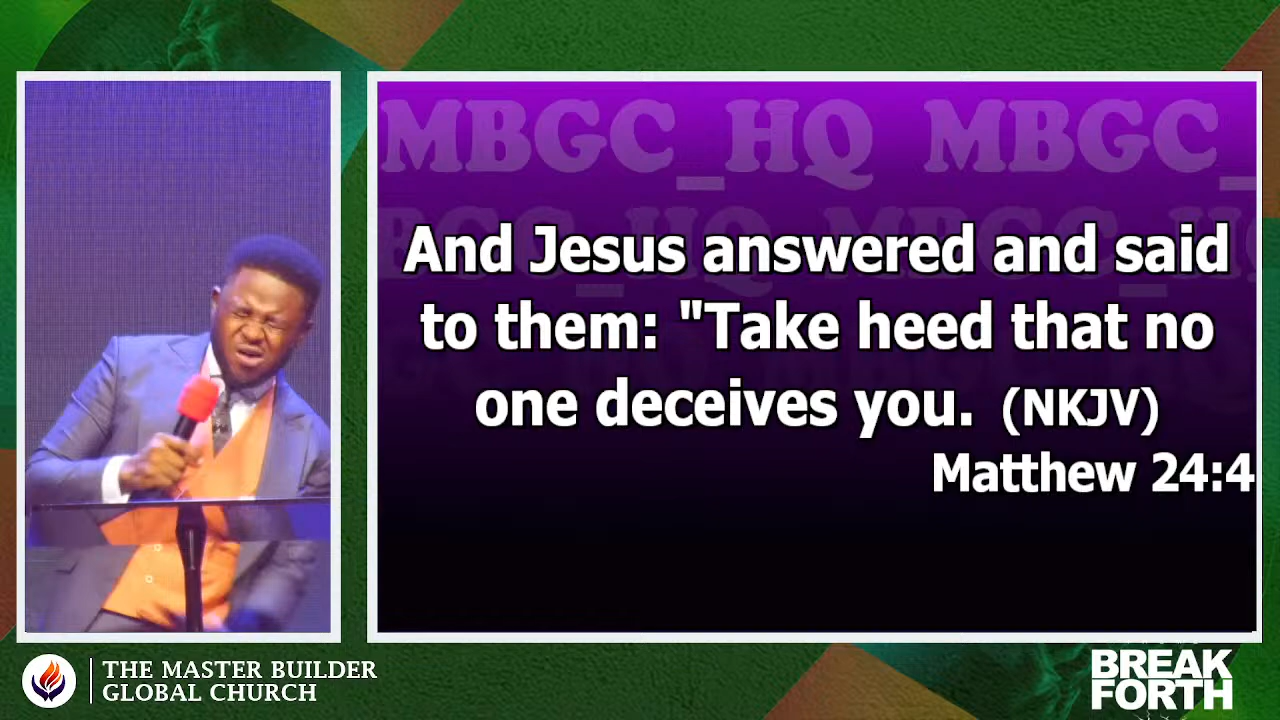 MBGC_HQ MBGC_
And Jesus answered and said
to them: "Take heed that no
one deceives you. (NKJV)
Matthew 24:4
THE MASTER BUILDER
GLOBAL CHURCH
BREAK
FORTH